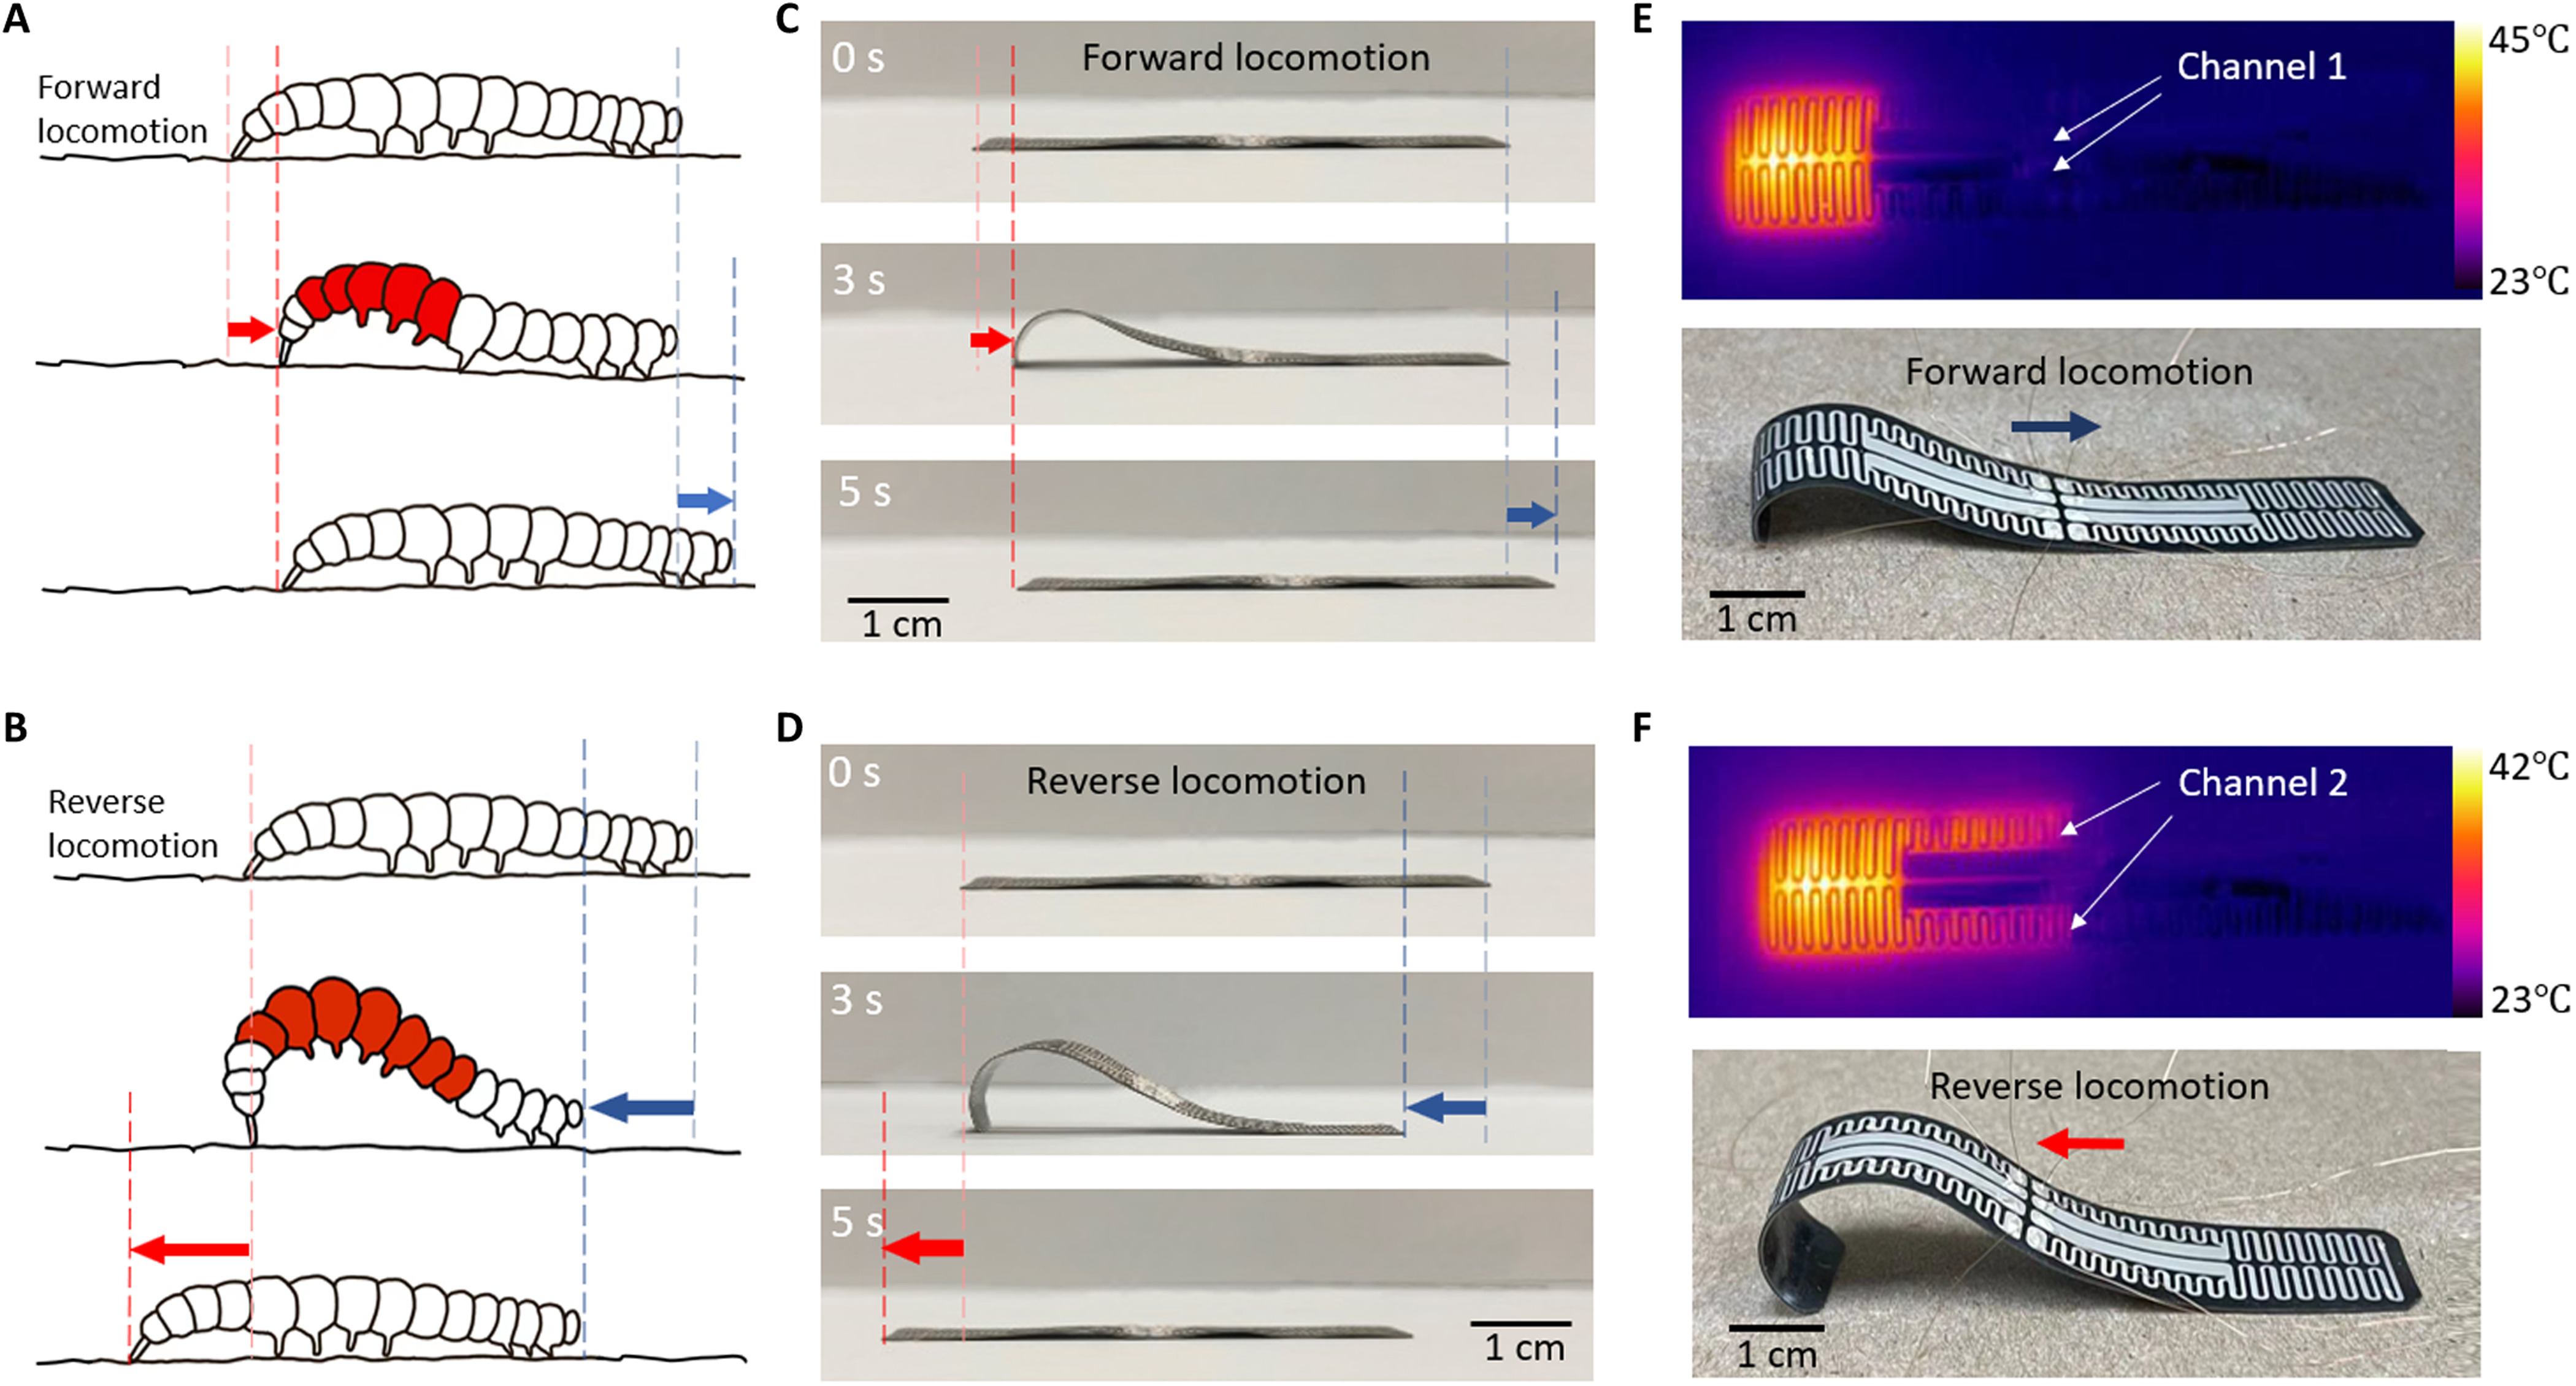 A
Forward
locomotion
C
0 s
Forward locomotion
3 s
5 s
1 cm
E
45℃
Channel 1
23℃
Forward locomotion
1 cm
B
Reverse
locomotion
D
0 s
Reverse locomotion
3 s
5 s
1 cm
F
42℃
Channel 2
23℃
Reverse locomotion
1 cm